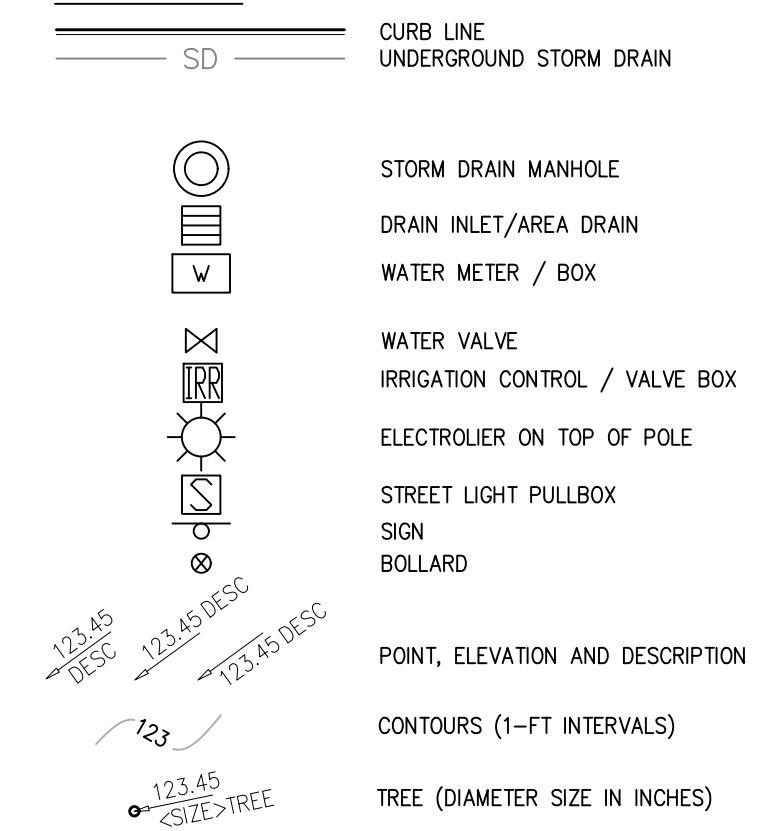 CURB LINE
SD UNDERGROUND STORM DRAIN
STORM DRAIN MANHOLE
DRAIN INLET/AREA DRAIN
W WATER METER / BOX
WATER VALVE
IRR IRRIGATION CONTROL / VALVE BOX
ELECTROLIER ON TOP OF POLE
S STREET LIGHT PULLBOX
SIGN
BOLLARD
123.45
DESC
123.45 DESC
123.45 DESC
POINT, ELEVATION AND DESCRIPTION
123 CONTOURS (1-FT INTERVALS)
123.45
<SIZE>TREE
TREE (DIAMETER SIZE IN INCHES)